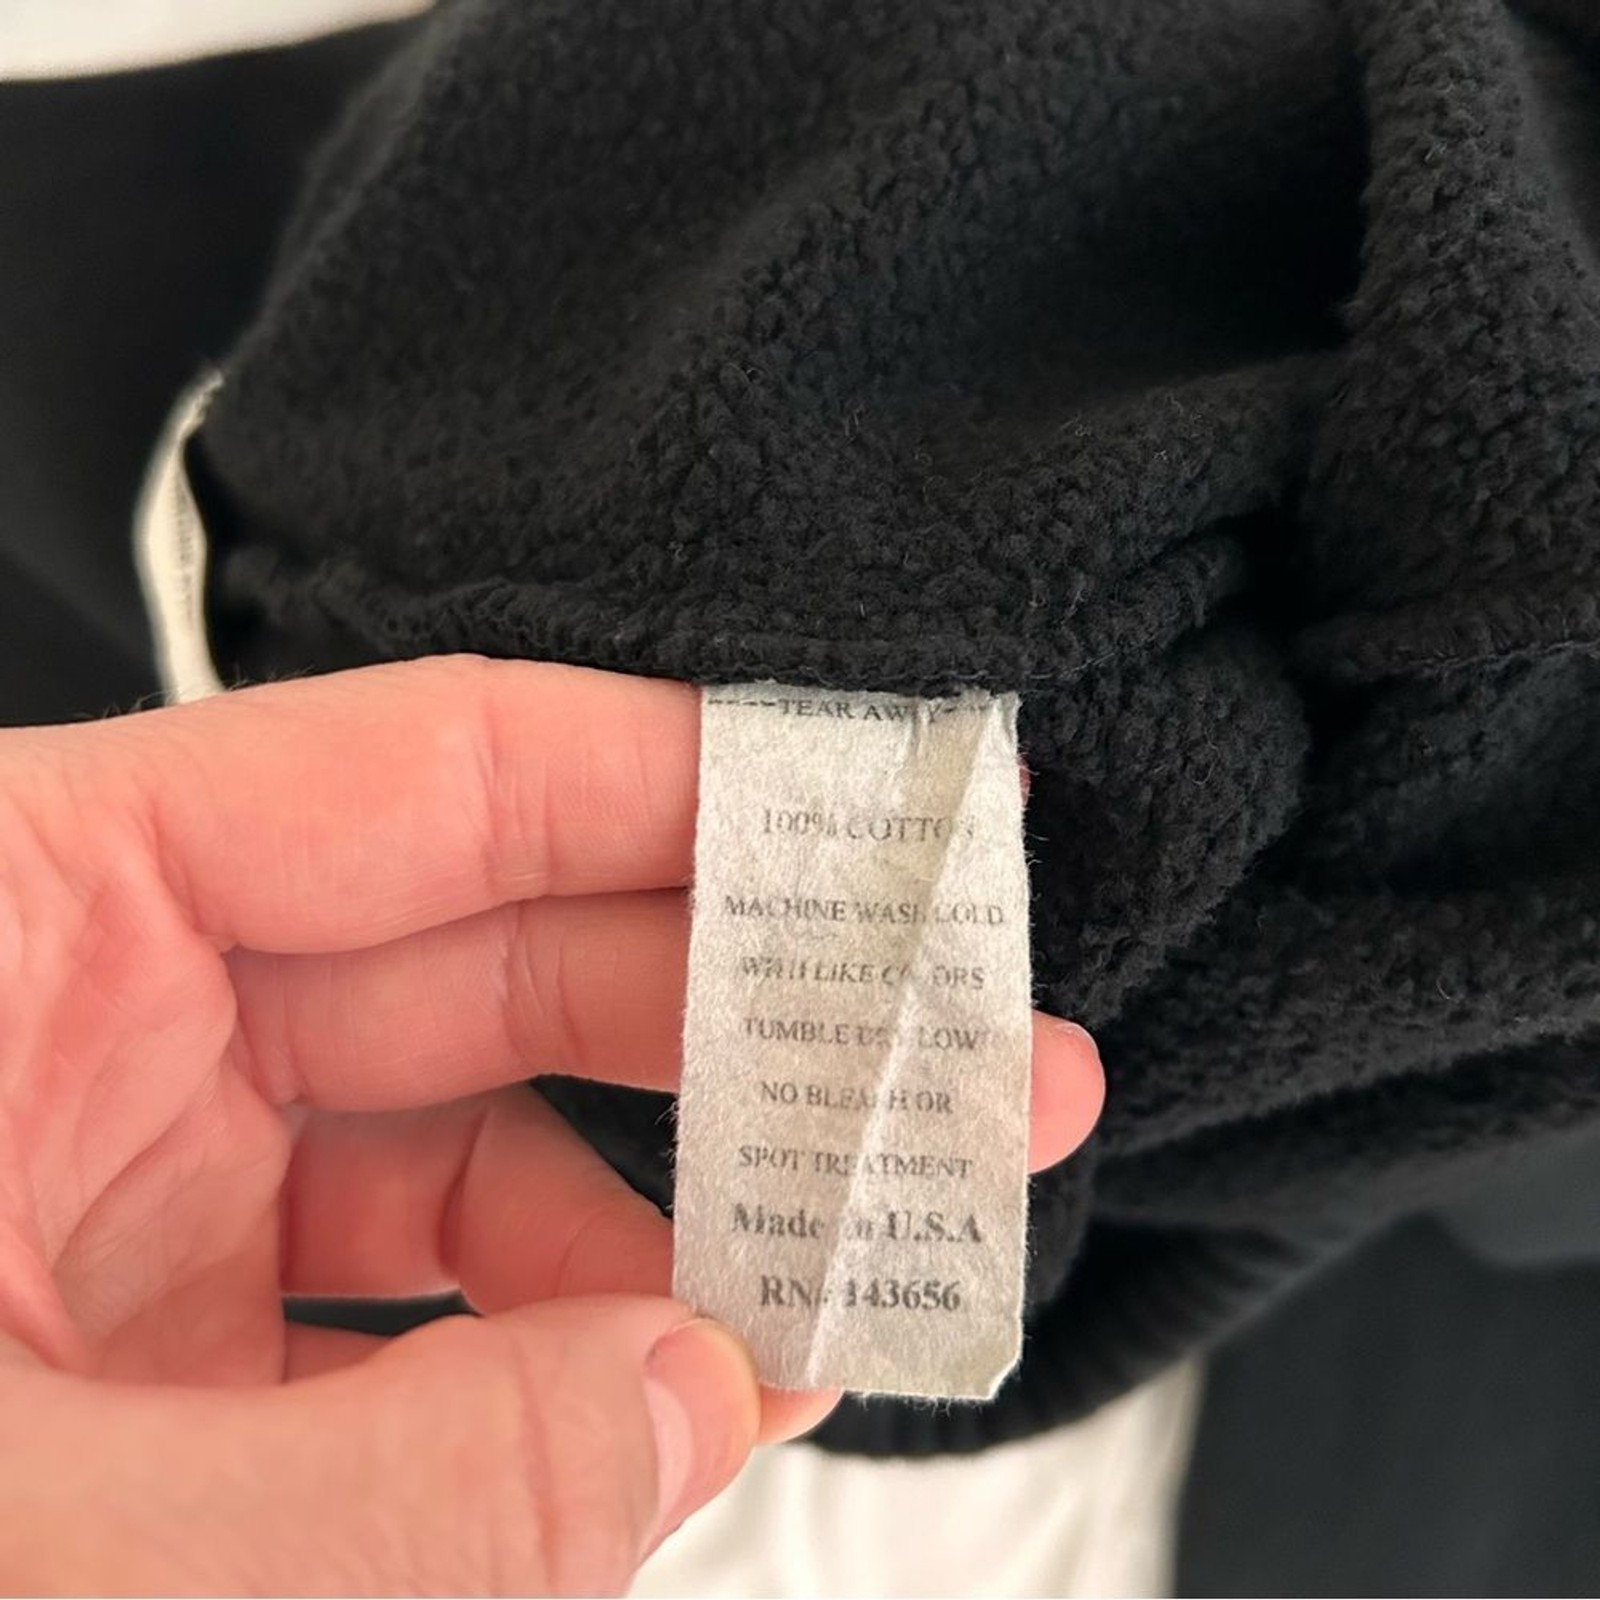 ----TEAR AWAY----
100% COTTON
MACHINE WASH COLD
WITH LIKE COLORS
TUMBLE DRY LOW
NO BLEACH OR
SPOT TREATMENT
Made in U.S.A
RN# 143656